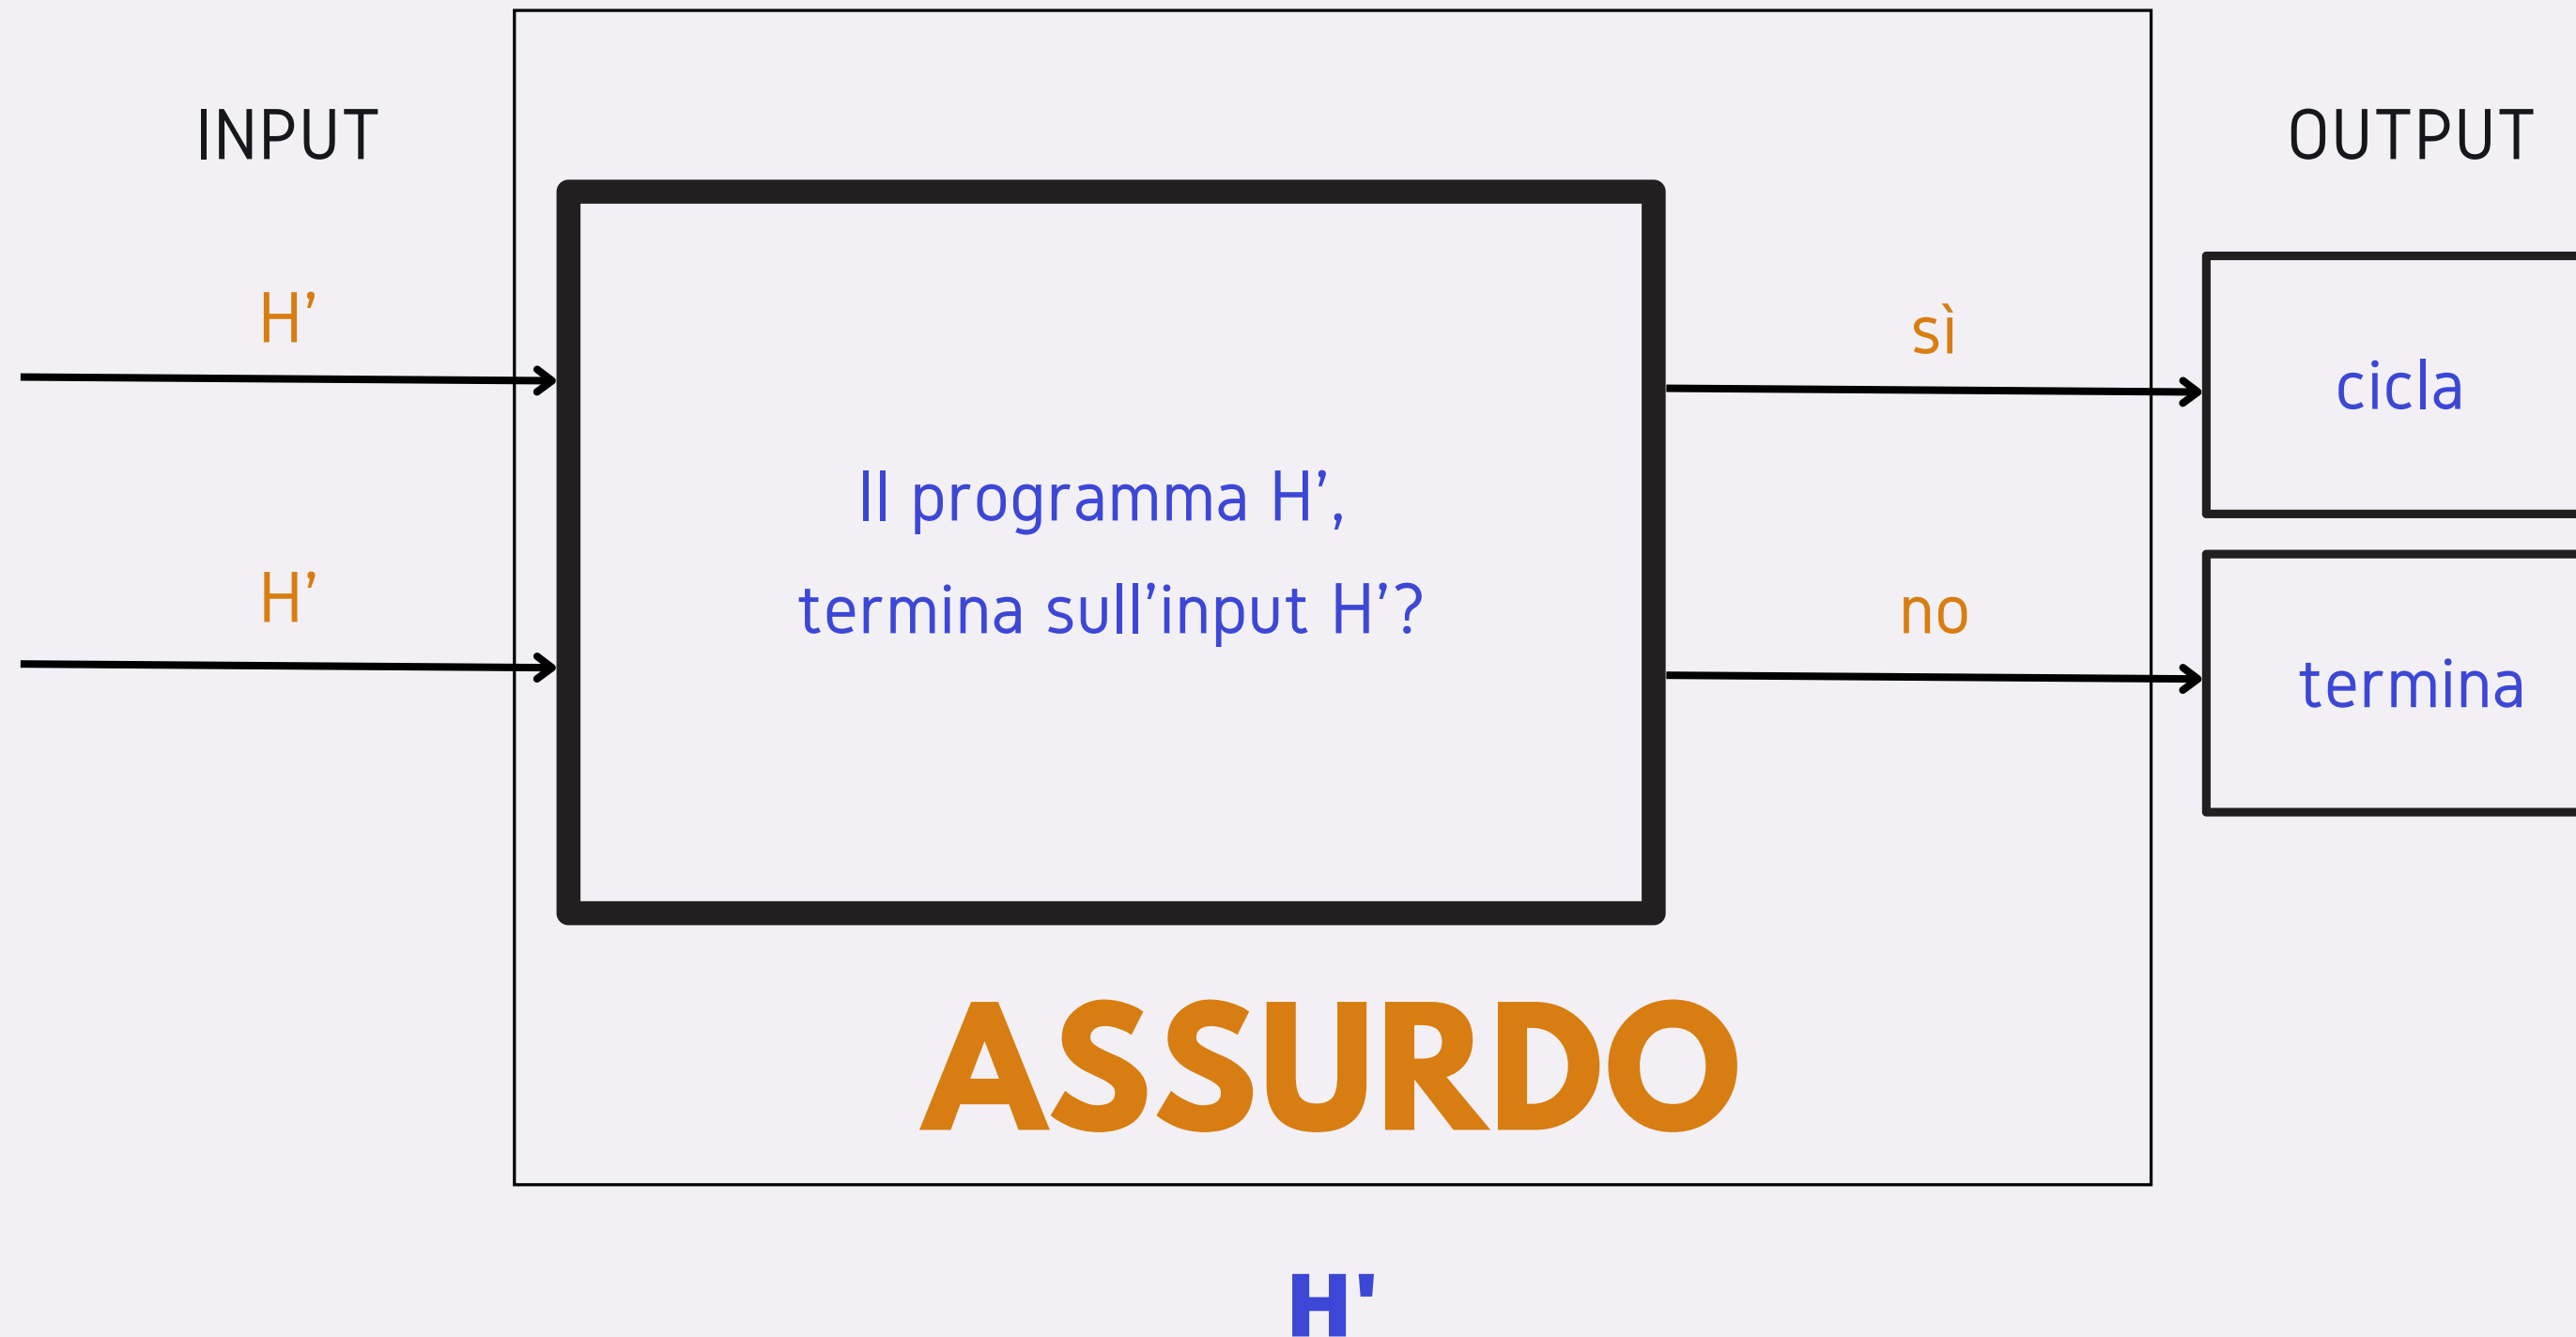 INPUT
OUTPUT
H’
sì
cicla
Il programma H’,
termina sull’input H’?
H’
no
termina
ASSURDO
H'